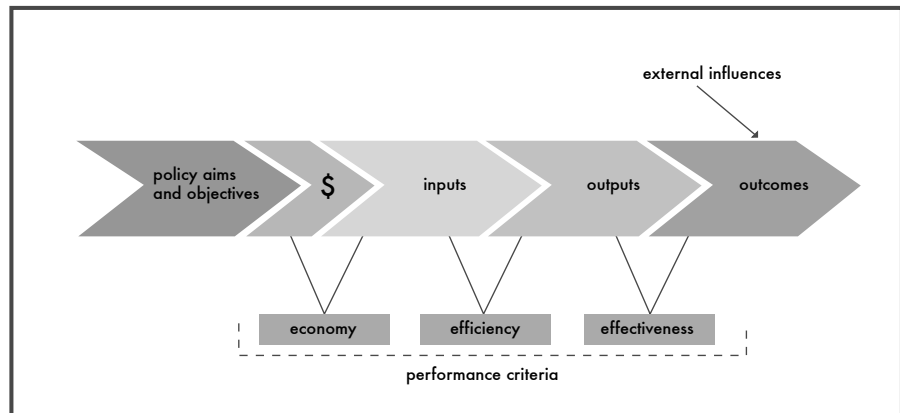 external influences
policy aims
and objectives
$
inputs
outputs
outcomes
economy
efficiency
effectiveness
performance criteria